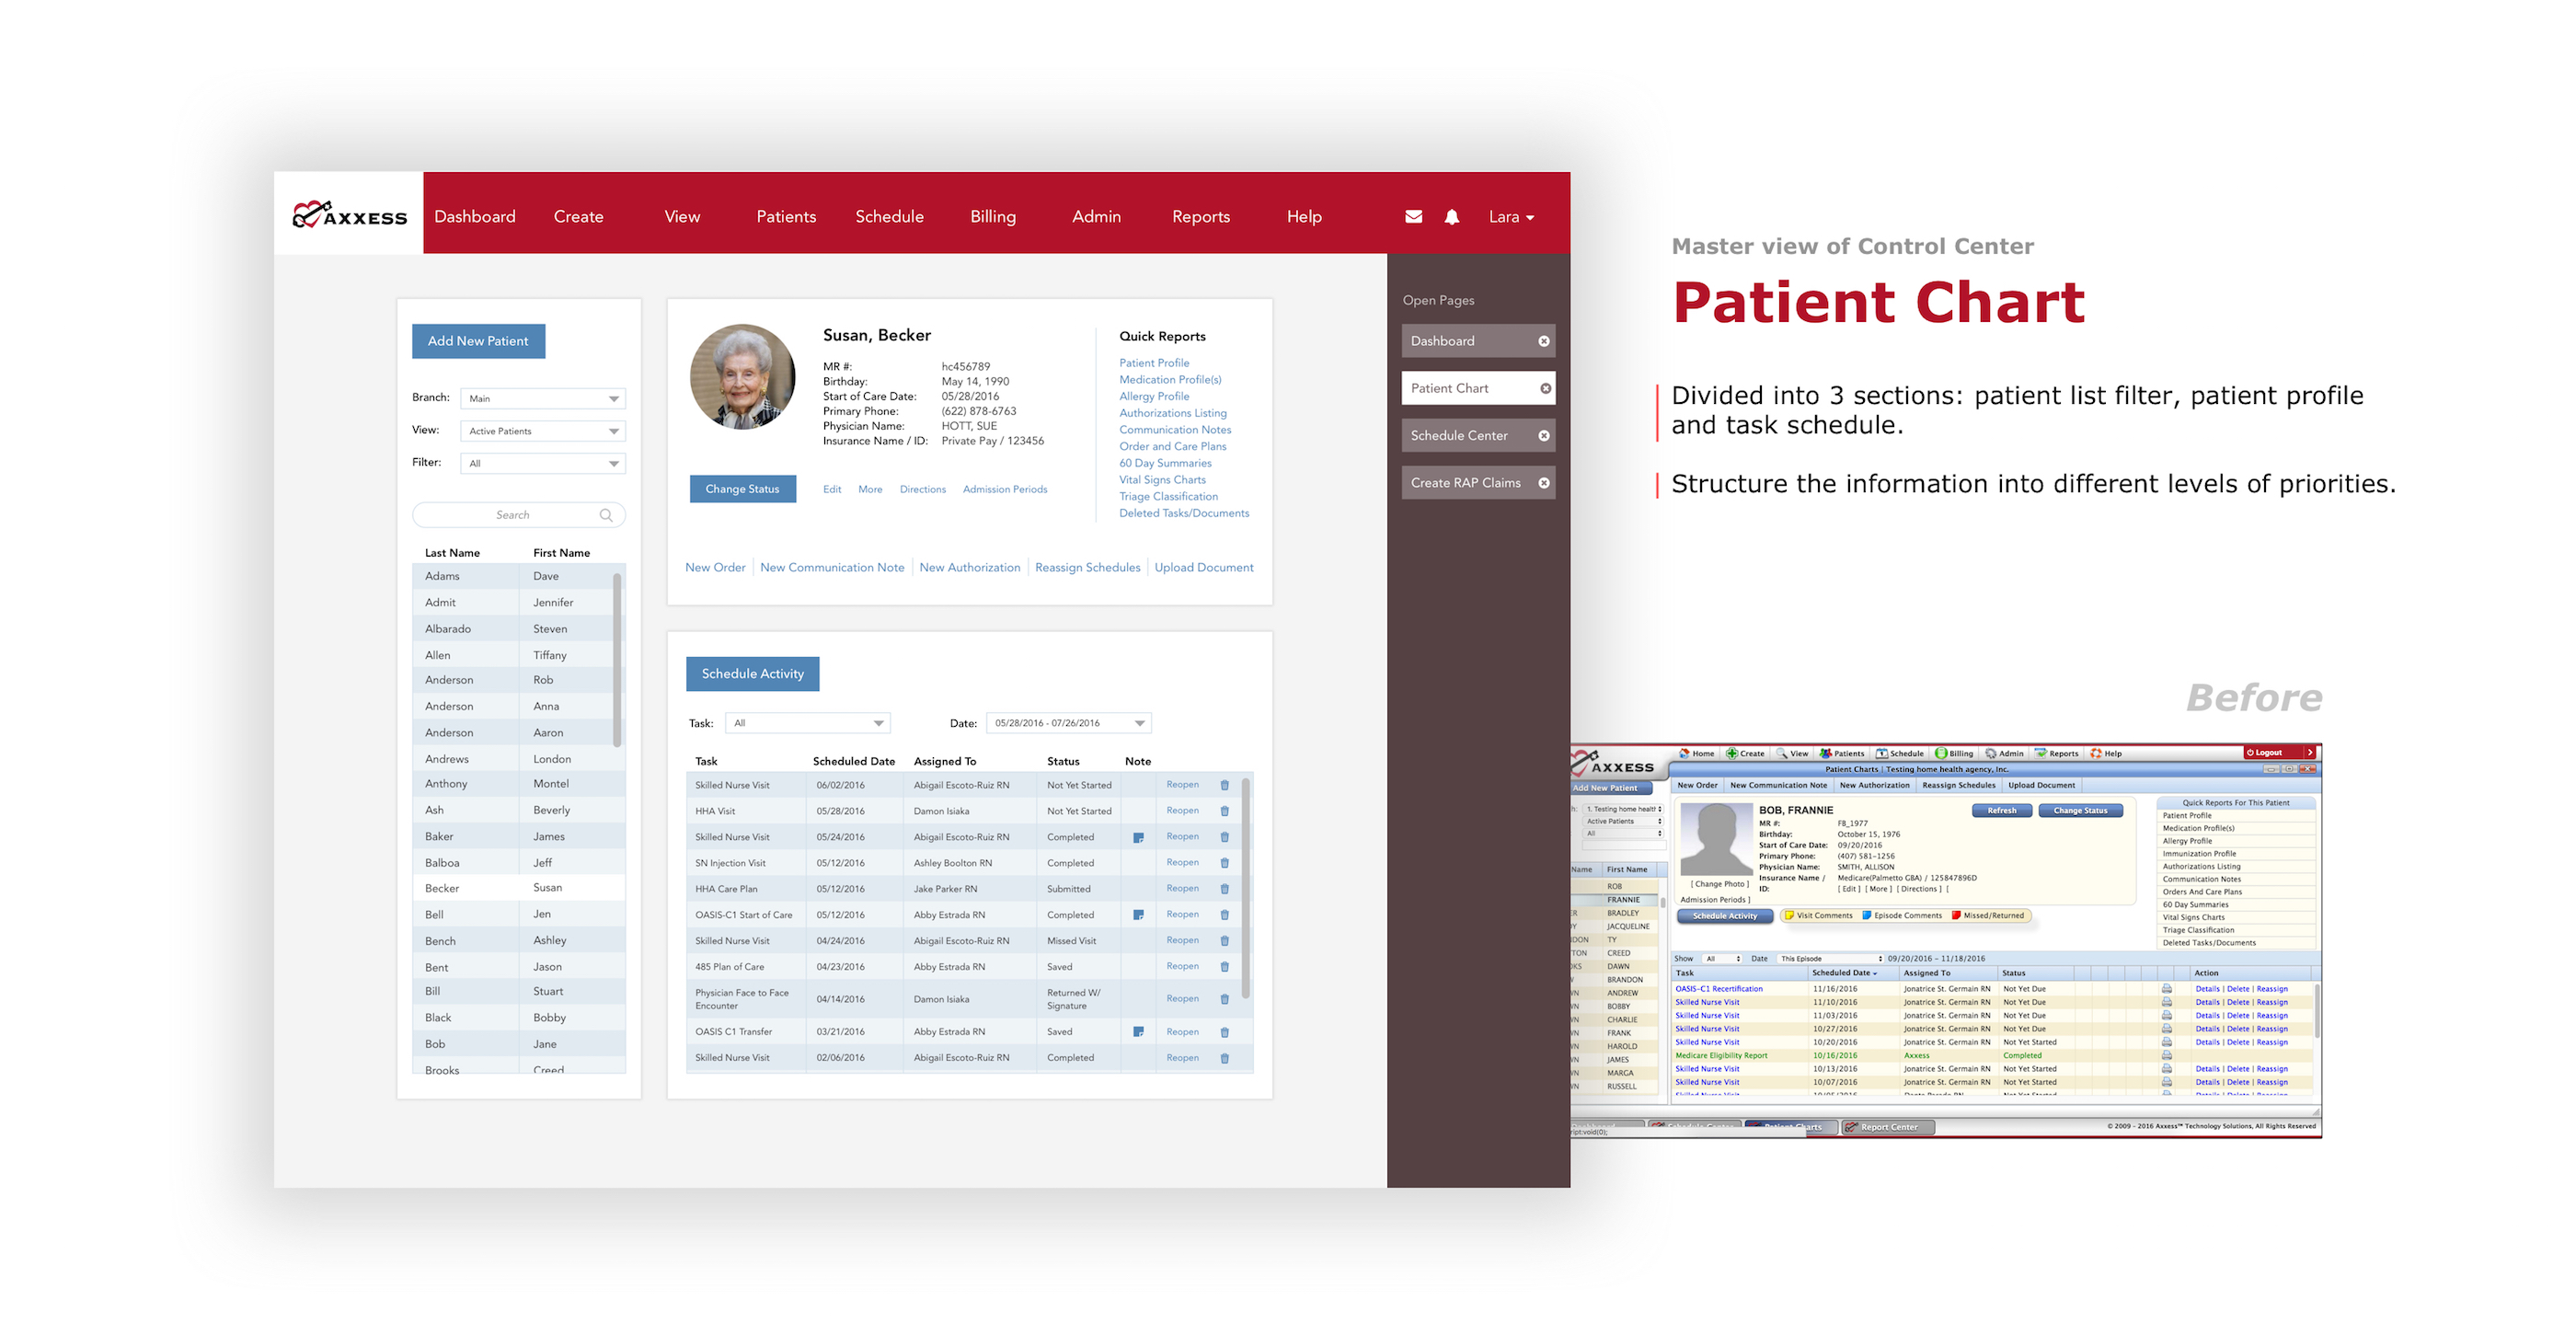 AXXESS
Dashboard Create View Patients Schedule Billing Admin Reports Help Lara
Add New Patient
Branch: Main
View: Active Patients
Filter: All
Search
Last Name First Name
Adams Dave
Admit Jennifer
Albarado Steven
Allen Tiffany
Anderson Rob
Anderson Anna
Anderson Aaron
Andrews London
Anthony Montel
Ash Beverly
Baker James
Balboa Jeff
Becker Susan
Bell Jen
Bench Ashley
Bent Jason
Bill Stuart
Black Bobby
Bob Jane
Brooks Creed
Susan, Becker
MR #: hc456789
Birthday: May 14, 1990
Start of Care Date: 05/28/2016
Primary Phone: (622) 878-6763
Physician Name: HOTT, SUE
Insurance Name / ID: Private Pay / 123456
Change Status Edit More Directions Admission Periods
Quick Reports
Patient Profile
Medication Profile(s)
Allergy Profile
Authorizations Listing
Communication Notes
Order and Care Plans
60 Day Summaries
Vital Signs Charts
Triage Classification
Deleted Tasks/Documents
New Order New Communication Note New Authorization Reassign Schedules Upload Document
Schedule Activity
Task: All Date: 05/28/2016 - 07/26/2016
Task Scheduled Date Assigned To Status Note
Skilled Nurse Visit 06/02/2016 Abigail Escoto-Ruiz RN Not Yet Started Reopen
HHA Visit 05/28/2016 Damon Isiaka Not Yet Started Reopen
Skilled Nurse Visit 05/24/2016 Abigail Escoto-Ruiz RN Completed Reopen
SN Injection Visit 05/12/2016 Ashley Boolton RN Completed Reopen
HHA Care Plan 05/12/2016 Jake Parker RN Submitted Reopen
OASIS-C1 Start of Care 05/12/2016 Abby Estrada RN Completed Reopen
Skilled Nurse Visit 04/24/2016 Abigail Escoto-Ruiz RN Missed Visit Reopen
485 Plan of Care 04/23/2016 Abby Estrada RN Saved Reopen
Physician Face to Face Returned W/
Encounter 04/14/2016 Damon Isiaka Signature Reopen
OASIS C1 Transfer 03/21/2016 Abby Estrada RN Saved Reopen
Skilled Nurse Visit 02/06/2016 Abigail Escoto-Ruiz RN Completed Reopen
Open Pages
Dashboard
Patient Chart
Schedule Center
Create RAP Claims
Master view of Control Center
Patient Chart
Divided into 3 sections: patient list filter, patient profile
and task schedule.
Structure the information into different levels of priorities.
Before
AXXESS
Home Create View Patients Schedule Billing Admin Reports Help Logout
Patient Charts | Testing home health agency, Inc.
Add New Patient
New Order New Communication Note New Authorization Reassign Schedules Upload Document
1. Testing home healt
Active Patients
All
Name First Name
ROB
FRANNIE
BRADLEY
JACQUELINE
TY
CREED
DAWN
BRANDON
ANDREW
BOBBY
CHARLIE
FRANK
HAROLD
JAMES
MARGA
RUSSELL
[ Change Photo ]
BOB, FRANNIE
MR #: FB_1977
Birthday: October 15, 1976
Start of Care Date: 09/20/2016
Primary Phone: (407) 581-1256
Physician Name: SMITH, ALLISON
Insurance Name / Medicare(Palmetto GBA) / 125847896D
ID: [ Edit ] [ More ] [ Directions ] [
Admission Periods ]
Refresh Change Status
Schedule Activity Visit Comments Episode Comments Missed/Returned
Quick Reports For This Patient
Patient Profile
Medication Profile(s)
Allergy Profile
Immunization Profile
Authorizations Listing
Communication Notes
Orders And Care Plans
60 Day Summaries
Vital Signs Charts
Triage Classification
Deleted Tasks/Documents
Show All Date This Episode 09/20/2016 - 11/18/2016
Task Scheduled Date Assigned To Status Action
OASIS-C1 Recertification 11/16/2016 Jonatrice St. Germain RN Not Yet Due Details | Delete | Reassign
Skilled Nurse Visit 11/10/2016 Jonatrice St. Germain RN Not Yet Due Details | Delete | Reassign
Skilled Nurse Visit 11/03/2016 Jonatrice St. Germain RN Not Yet Due Details | Delete | Reassign
Skilled Nurse Visit 10/27/2016 Jonatrice St. Germain RN Not Yet Due Details | Delete | Reassign
Skilled Nurse Visit 10/20/2016 Jonatrice St. Germain RN Not Yet Started Details | Delete | Reassign
Medicare Eligibility Report 10/16/2016 Axxess Completed
Skilled Nurse Visit 10/13/2016 Jonatrice St. Germain RN Not Yet Started Details | Delete | Reassign
Skilled Nurse Visit 10/07/2016 Jonatrice St. Germain RN Not Yet Started Details | Delete | Reassign
Report Center
© 2009 - 2016 Axxess™ Technology Solutions, All Rights Reserved